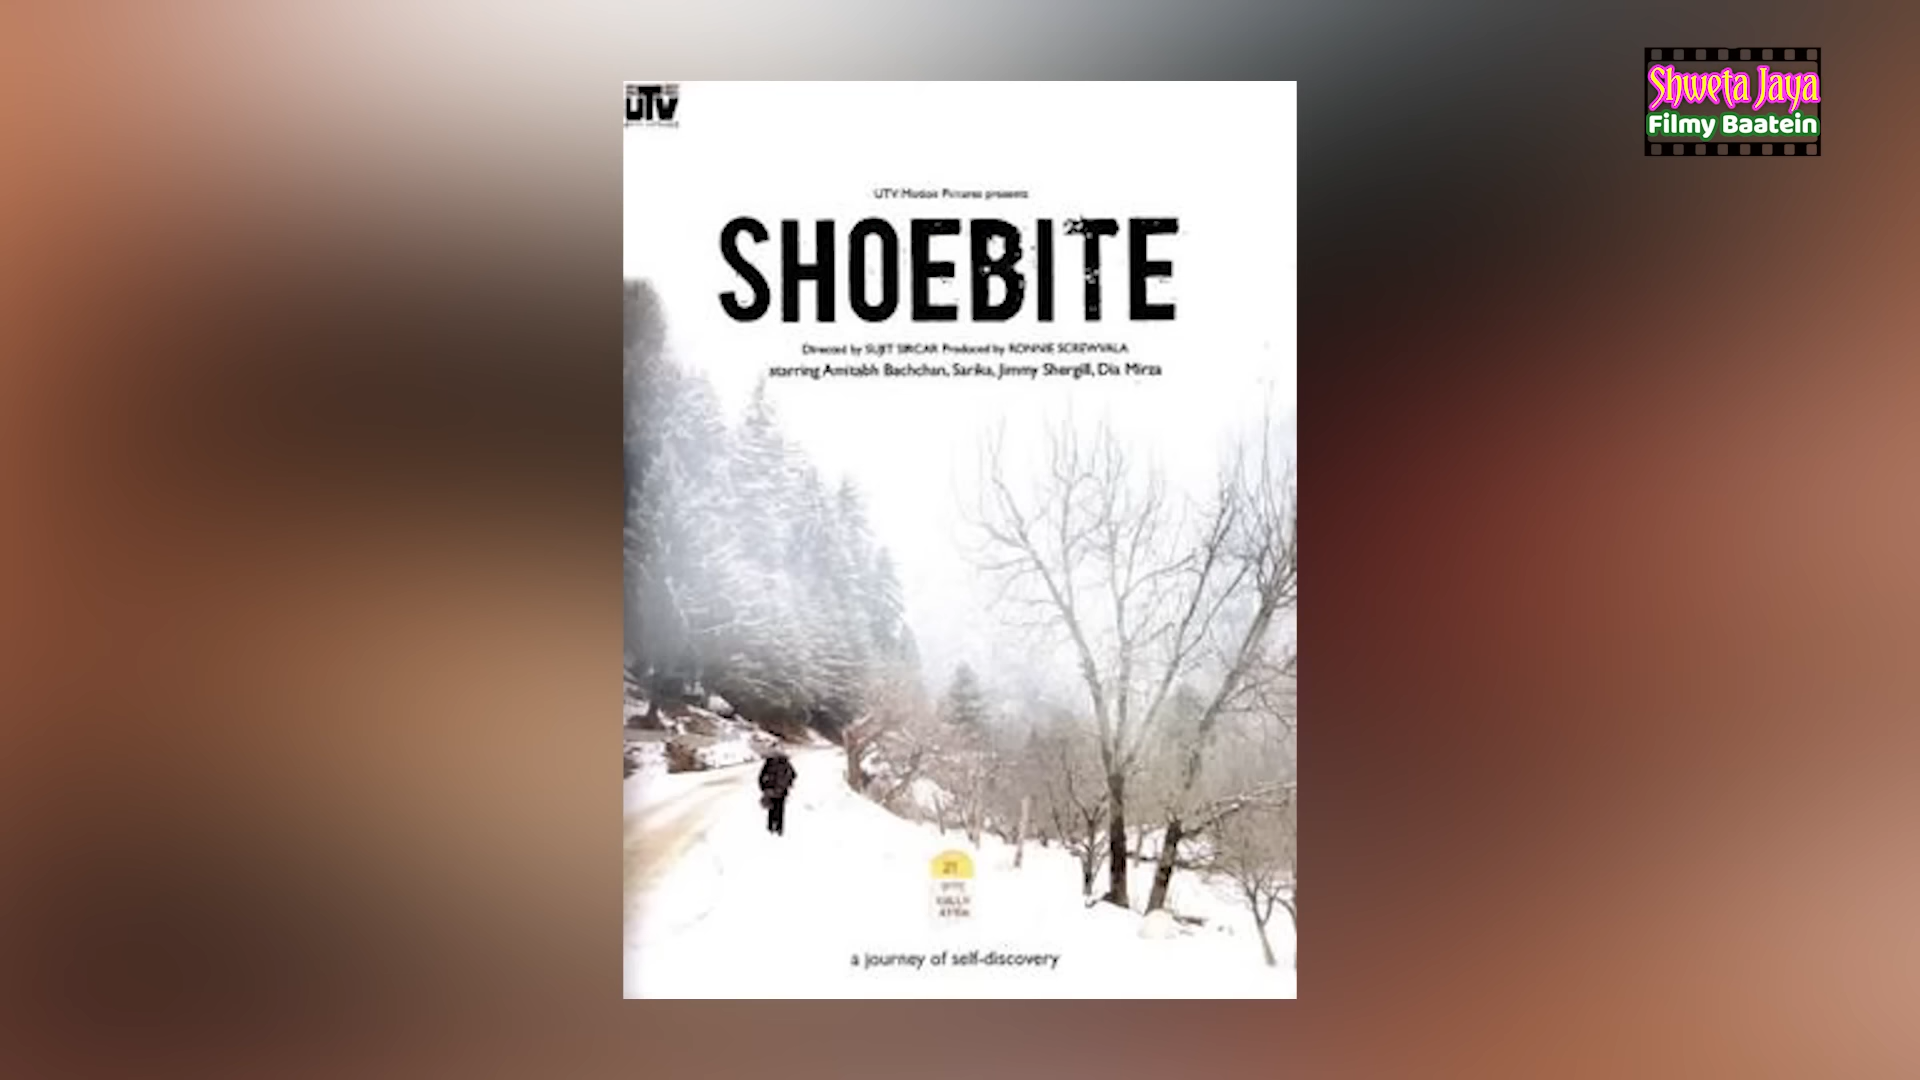 Shweta Jaya
Filmy Baatein
UTV
UTV Motion Pictures presents
SHOEBITE
Directed by SUJIT SIRCAR Produced by RONNIE SCREWVALA
starring Amitabh Bachchan, Sarika, Jimmy Shergill, Dia Mirza
21
a journey of self-discovery